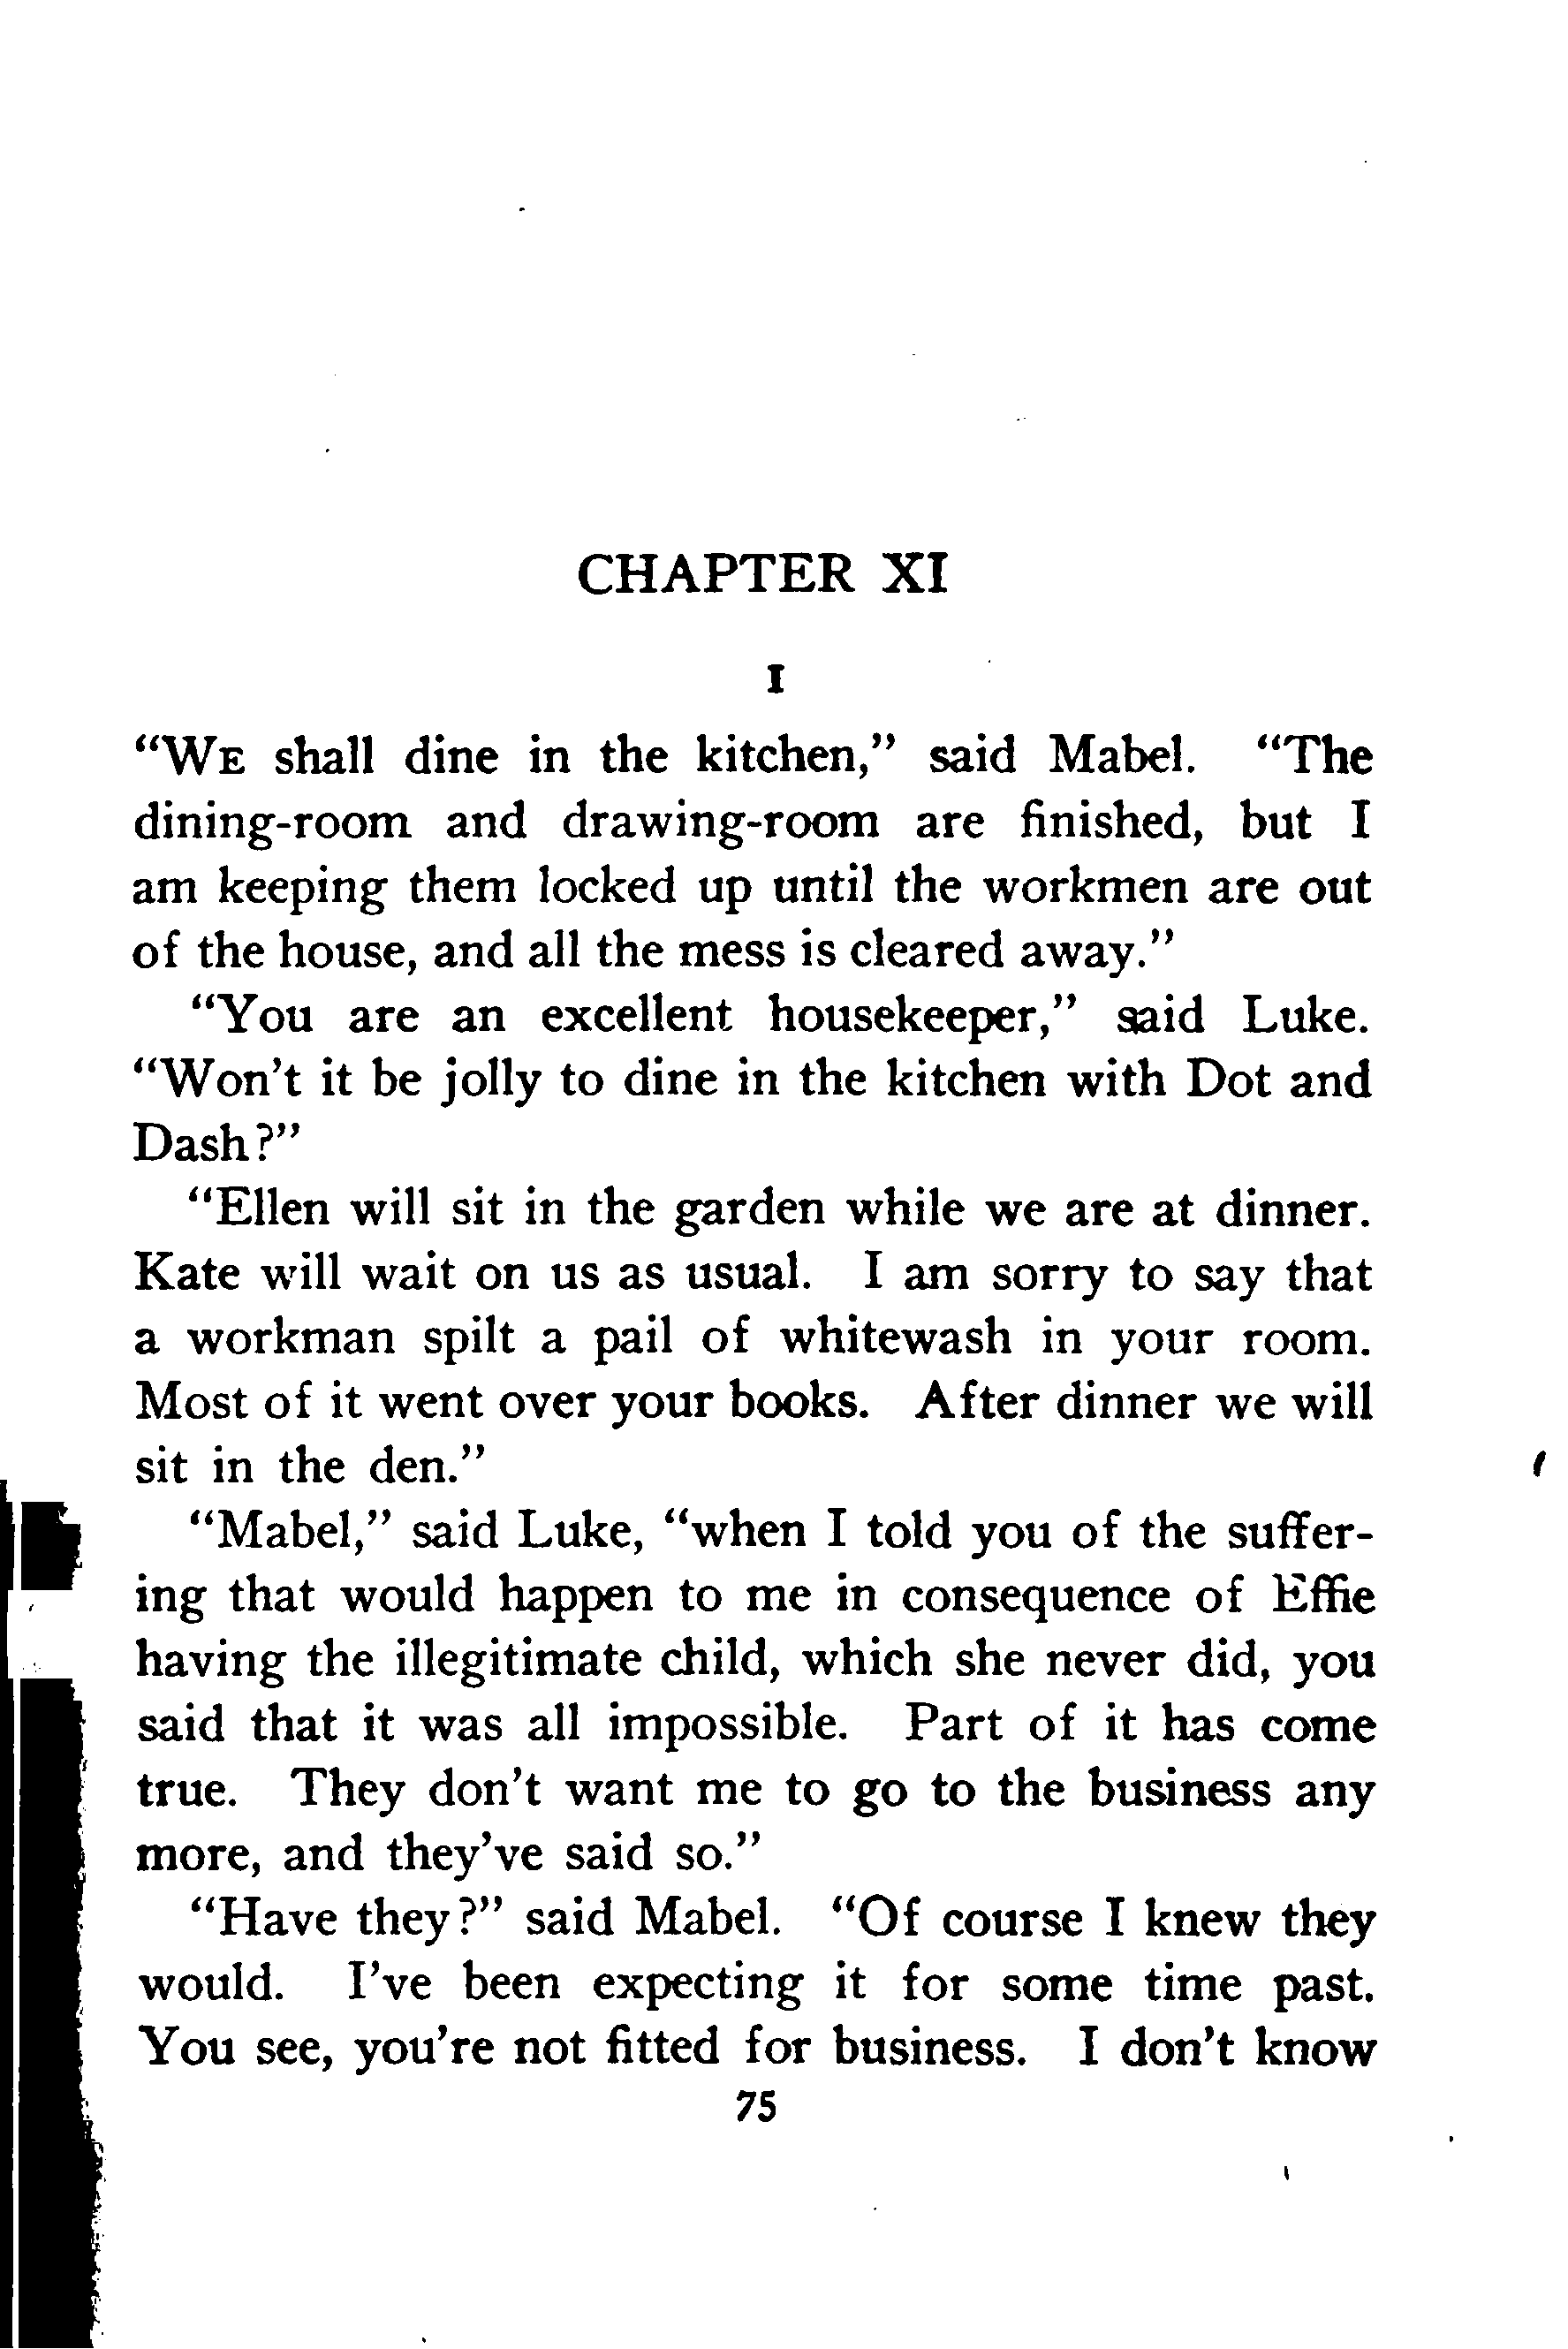 CHAPTER XI
I
“WE shall dine in the kitchen,” said Mabel. “The
dining-room and drawing-room are finished, but I
am keeping them locked up until the workmen are out
of the house, and all the mess is cleared away.”
“You are an excellent housekeeper,” said Luke.
“Won’t it be jolly to dine in the kitchen with Dot and
Dash?”
“Ellen will sit in the garden while we are at dinner.
Kate will wait on us as usual. I am sorry to say that
a workman spilt a pail of whitewash in your room.
Most of it went over your books. After dinner we will
sit in the den.”
“Mabel,” said Luke, “when I told you of the suffer-
ing that would happen to me in consequence of Effie
having the illegitimate child, which she never did, you
said that it was all impossible. Part of it has come
true. They don’t want me to go to the business any
more, and they’ve said so.”
“Have they?” said Mabel. “Of course I knew they
would. I’ve been expecting it for some time past.
You see, you’re not fitted for business. I don’t know
75